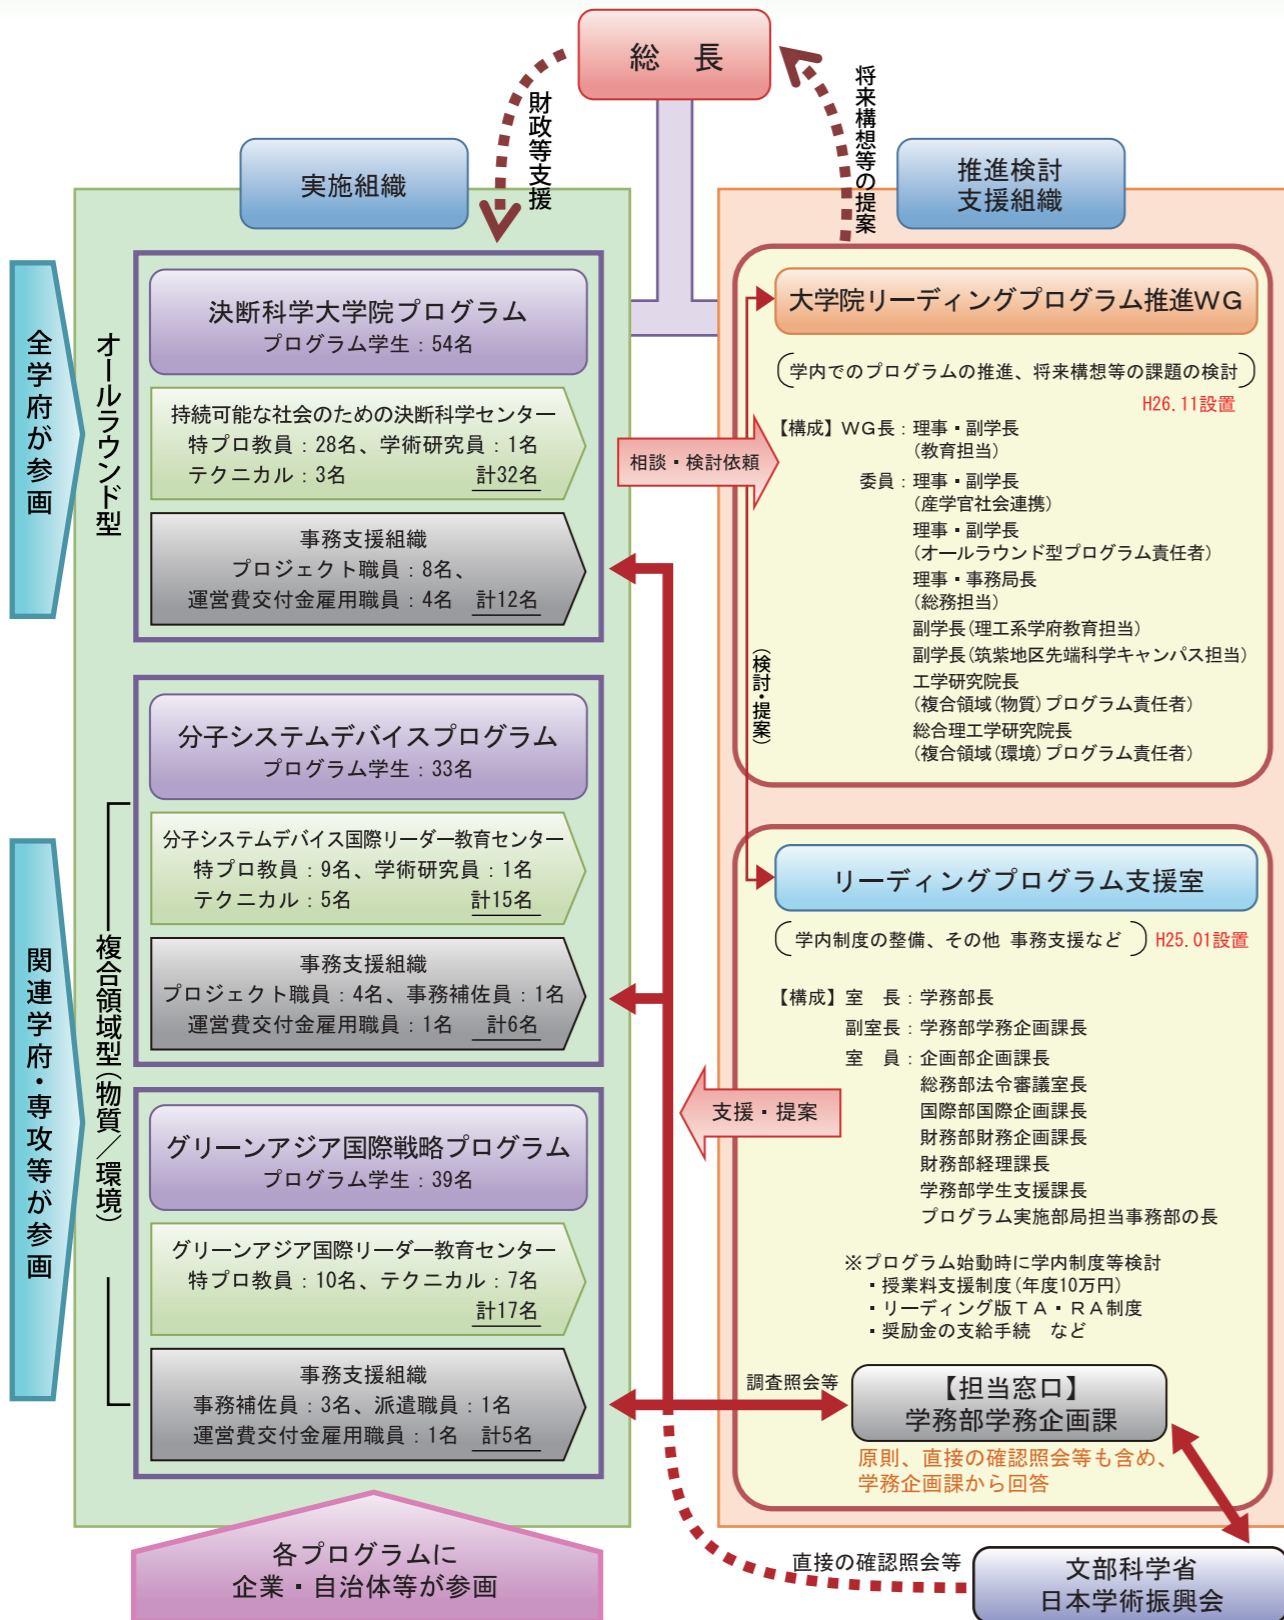 総　長
財政等支援
将来構想等の提案
実施組織
推進検討
支援組織
全学府が参画
オールラウンド型
決断科学大学院プログラム
プログラム学生：54名
持続可能な社会のための決断科学センター
特プロ教員：28名、学術研究員：1名
テクニカル：3名　計32名
事務支援組織
プロジェクト職員：8名、
運営費交付金雇用職員：4名　計12名
関連学府・専攻等が参画
複合領域型(物質／環境)
分子システムデバイスプログラム
プログラム学生：33名
分子システムデバイス国際リーダー教育センター
特プロ教員：9名、学術研究員：1名
テクニカル：5名　計15名
事務支援組織
プロジェクト職員：4名、事務補佐員：1名
運営費交付金雇用職員：1名　計6名
グリーンアジア国際戦略プログラム
プログラム学生：39名
グリーンアジア国際リーダー教育センター
特プロ教員：10名、テクニカル：7名
計17名
事務支援組織
事務補佐員：3名、派遣職員：1名
運営費交付金雇用職員：1名　計5名
各プログラムに
企業・自治体等が参画
相談・検討依頼
(検討・提案)
支援・提案
大学院リーディングプログラム推進WG
(学内でのプログラムの推進、将来構想等の課題の検討)
H26.11設置
【構成】WG長：理事・副学長
(教育担当)
委員：理事・副学長
(産学官社会連携)
理事・副学長
(オールラウンド型プログラム責任者)
理事・事務局長
(総務担当)
副学長(理工系学府教育担当)
副学長(筑紫地区先端科学キャンパス担当)
工学研究院長
(複合領域(物質)プログラム責任者)
総合理工学研究院長
(複合領域(環境)プログラム責任者)
リーディングプログラム支援室
(学内制度の整備、その他 事務支援など) H25.01設置
【構成】室　長：学務部長
副室長：学務部学務企画課長
室　員：企画部企画課長
総務部法令審議室長
国際部国際企画課長
財務部財務企画課長
財務部経理課長
学務部学生支援課長
プログラム実施部局担当事務部の長
※プログラム始動時に学内制度等検討
・授業料支援制度(年度10万円)
・リーディング版ＴＡ・ＲＡ制度
・奨励金の支給手続　など
調査照会等
【担当窓口】
学務部学務企画課
原則、直接の確認照会等も含め、
学務企画課から回答
直接の確認照会等
文部科学省
日本学術振興会